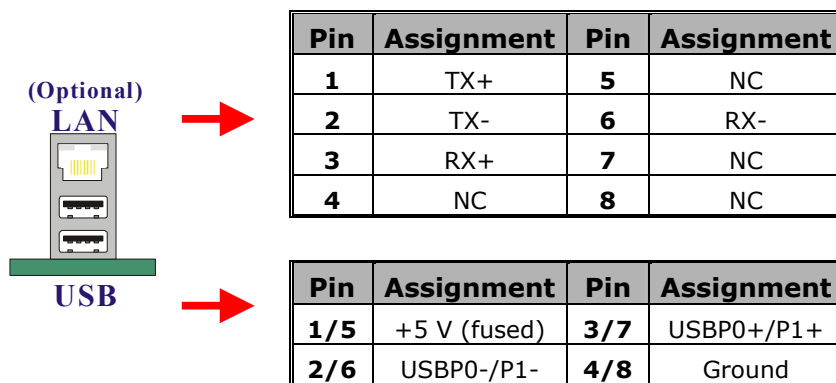 (Optional)
LAN
USB
Pin Assignment Pin Assignment
1 TX+ 5 NC
2 TX- 6 RX-
3 RX+ 7 NC
4 NC 8 NC
Pin Assignment Pin Assignment
1/5 +5 V (fused) 3/7 USBP0+/P1+
2/6 USBP0-/P1- 4/8 Ground